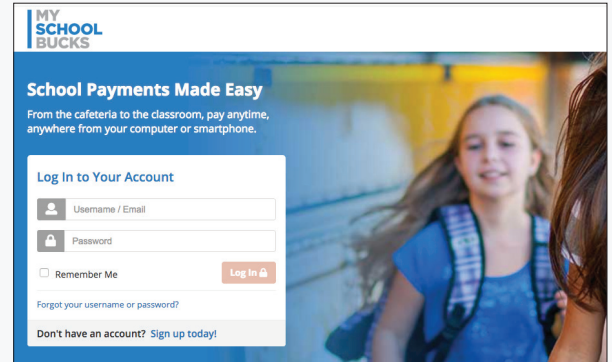 MY
SCHOOL
BUCKS
School Payments Made Easy
From the cafeteria to the classroom, pay anytime,
anywhere from your computer or smartphone.
Log In to Your Account
Username / Email
Password
Remember Me
Log In
Forgot your username or password?
Don't have an account? Sign up today!